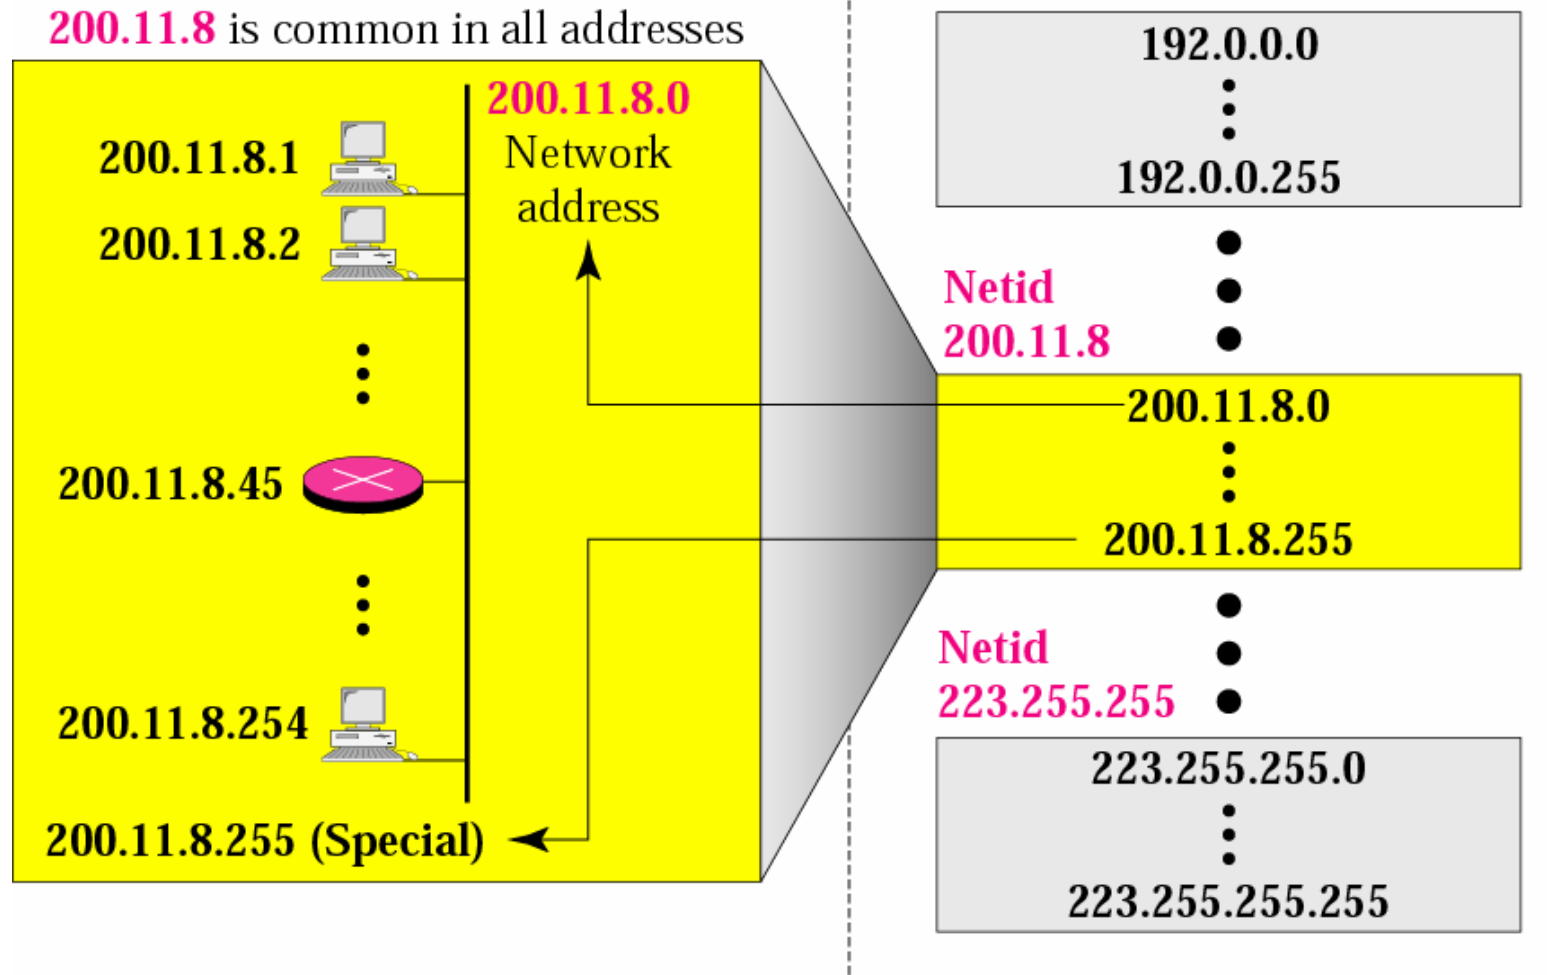 200.11.8 is common in all addresses
200.11.8.0
Network
address
200.11.8.1
200.11.8.2
200.11.8.45
200.11.8.254
200.11.8.255 (Special)
192.0.0.0
192.0.0.255
Netid
200.11.8
200.11.8.0
200.11.8.255
Netid
223.255.255
223.255.255.0
223.255.255.255